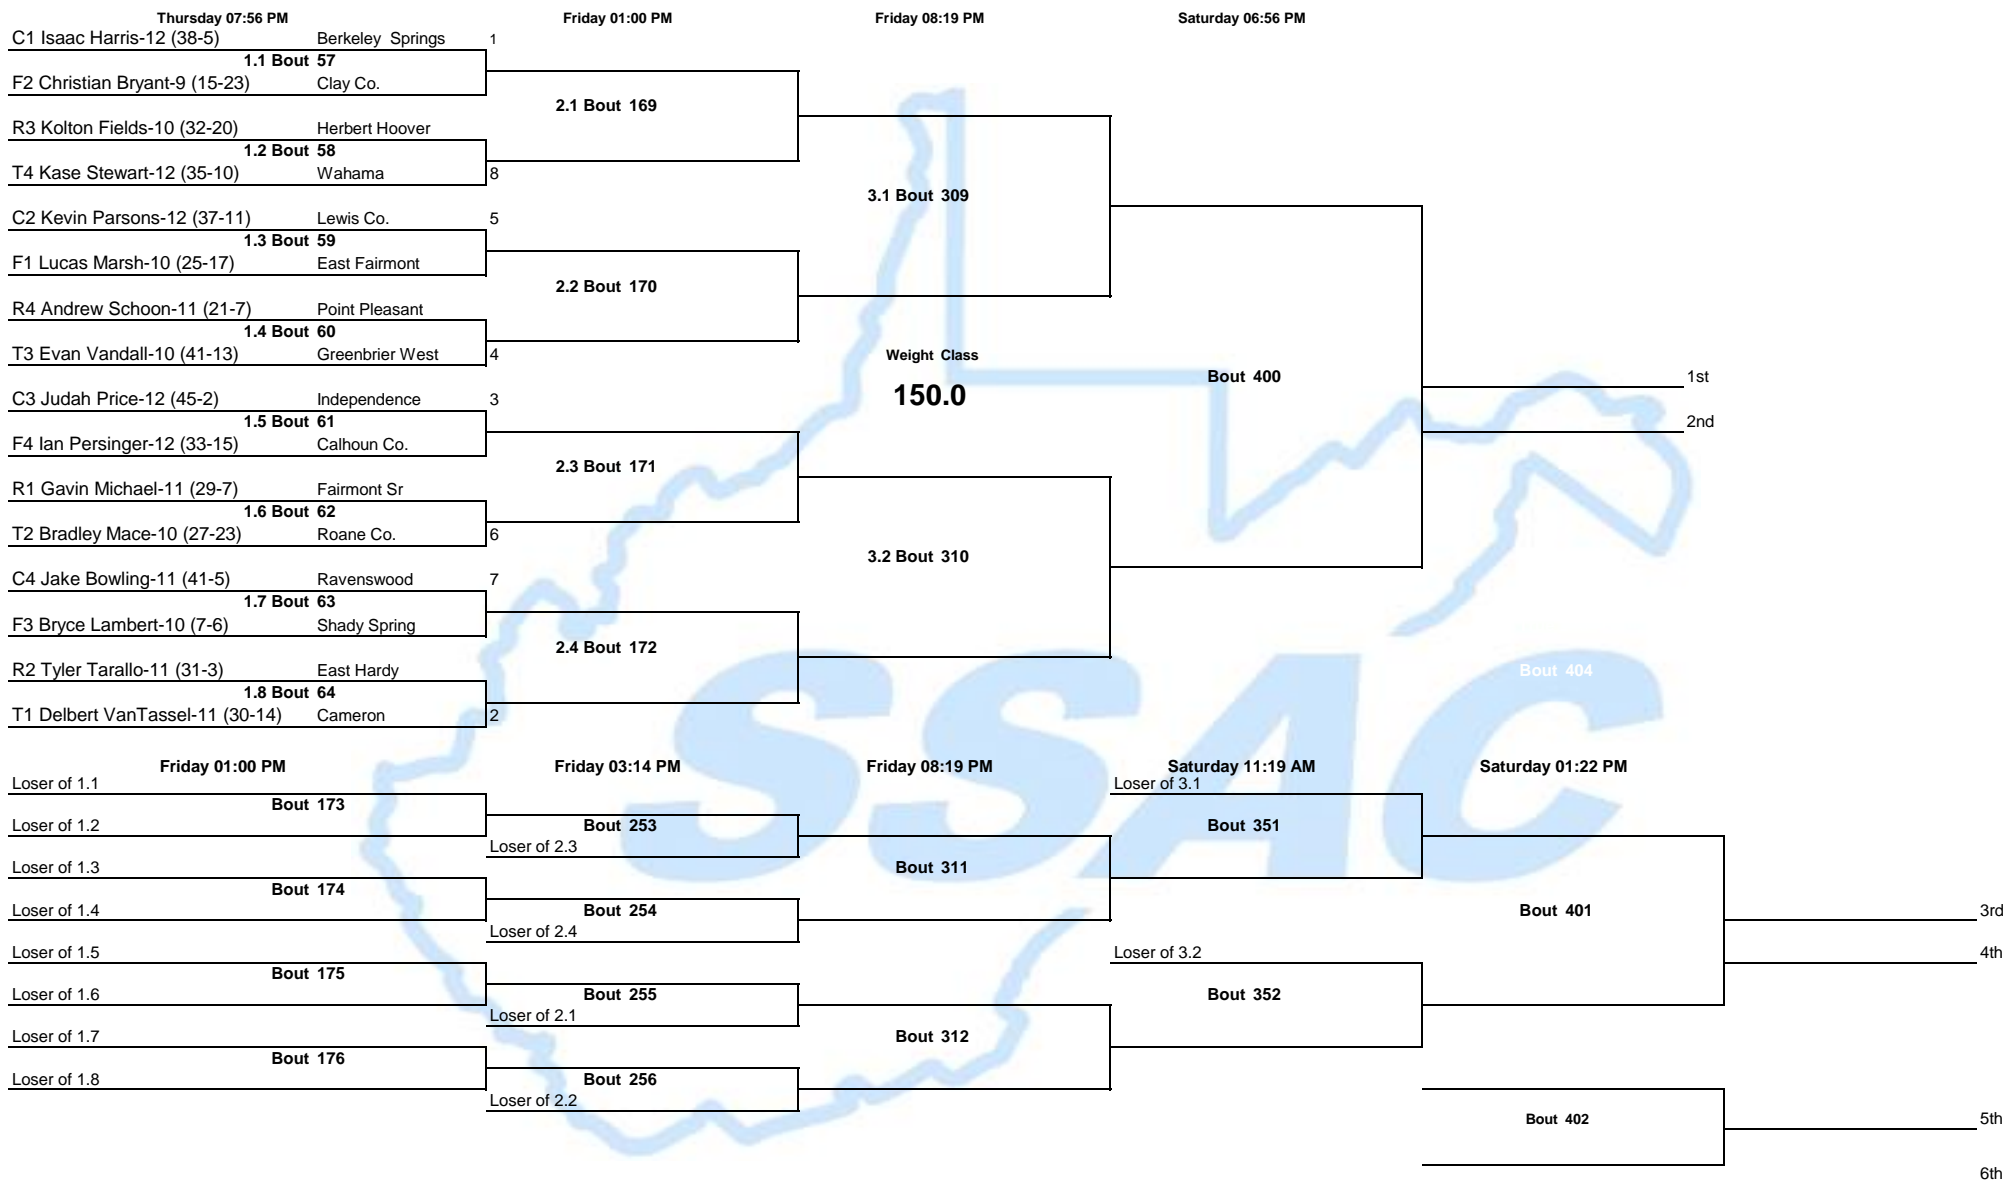 Thursday 07:56 PM Friday 01:00 PM Friday 08:19 PM Saturday 06:56 PM
C1 Isaac Harris-12 (38-5) Berkeley Springs 1
1.1 Bout 57
F2 Christian Bryant-9 (15-23) Clay Co.
2.1 Bout 169
R3 Kolton Fields-10 (32-20) Herbert Hoover
1.2 Bout 58
T4 Kase Stewart-12 (35-10) Wahama 8
3.1 Bout 309
C2 Kevin Parsons-12 (37-11) Lewis Co. 5
1.3 Bout 59
F1 Lucas Marsh-10 (25-17) East Fairmont
2.2 Bout 170
R4 Andrew Schoon-11 (21-7) Point Pleasant
1.4 Bout 60
T3 Evan Vandall-10 (41-13) Greenbrier West 4
Weight Class
Bout 400
1st
150.0
C3 Judah Price-12 (45-2) Independence 3
1.5 Bout 61
2nd
F4 Ian Persinger-12 (33-15) Calhoun Co.
2.3 Bout 171
R1 Gavin Michael-11 (29-7) Fairmont Sr
1.6 Bout 62
T2 Bradley Mace-10 (27-23) Roane Co. 6
3.2 Bout 310
C4 Jake Bowling-11 (41-5) Ravenswood 7
1.7 Bout 63
F3 Bryce Lambert-10 (7-6) Shady Spring
2.4 Bout 172
R2 Tyler Tarallo-11 (31-3) East Hardy
Bout 404
1.8 Bout 64
T1 Delbert VanTassel-11 (30-14) Cameron 2
SSAC
Friday 01:00 PM Friday 03:14 PM Friday 08:19 PM Saturday 11:19 AM Saturday 01:22 PM
Loser of 1.1 Loser of 3.1
Bout 173
Loser of 1.2 Bout 253 Bout 351
Loser of 2.3
Loser of 1.3 Bout 311
Bout 174
Loser of 1.4 Bout 254 Bout 401 3rd
Loser of 2.4
Loser of 1.5 Loser of 3.2 4th
Bout 175
Loser of 1.6 Bout 255 Bout 352
Loser of 2.1
Loser of 1.7 Bout 312
Bout 176
Loser of 1.8 Bout 256
Loser of 2.2
Bout 402 5th
6th